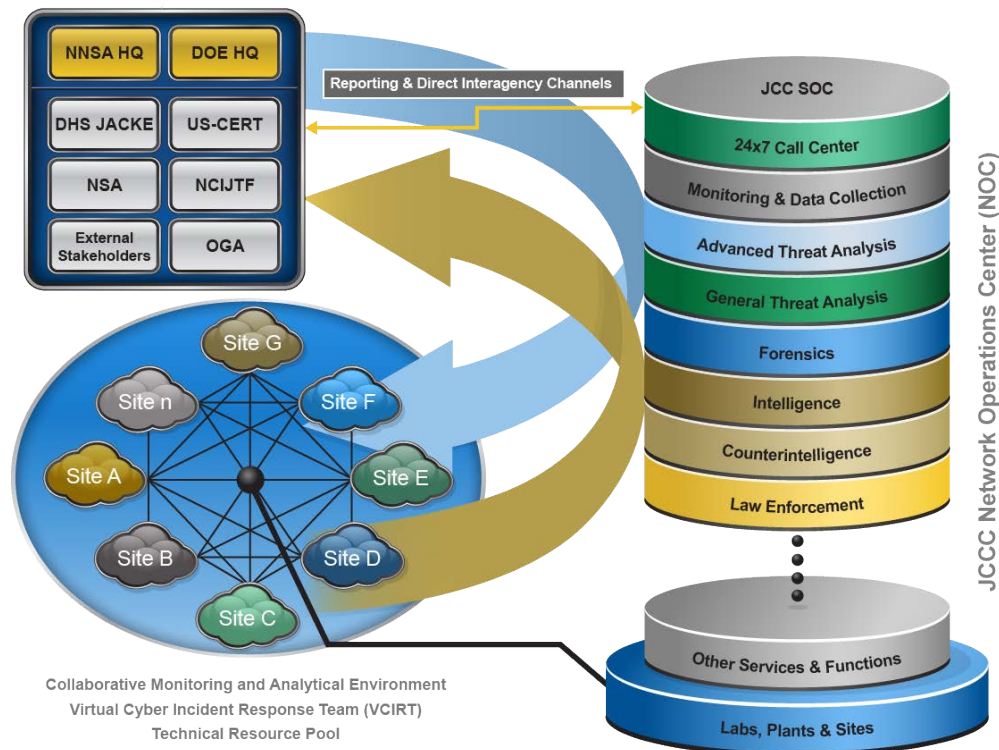 NNSA HQ
DOE HQ
DHS JACKE
US-CERT
NSA
NCIJTF
External
Stakeholders
OGA
Reporting & Direct Interagency Channels
JCC SOC
24x7 Call Center
Monitoring & Data Collection
Advanced Threat Analysis
General Threat Analysis
Forensics
Intelligence
Counterintelligence
Law Enforcement
Other Services & Functions
Labs, Plants & Sites
JCCC Network Operations Center (NOC)
Site G
Site n
Site F
Site A
Site E
Site B
Site D
Site C
Collaborative Monitoring and Analytical Environment
Virtual Cyber Incident Response Team (VCIRT)
Technical Resource Pool